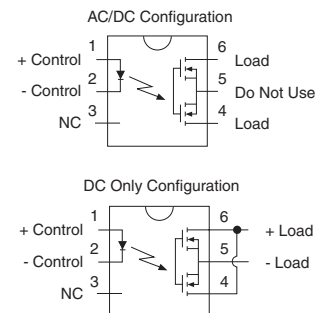 AC/DC Configuration
1 6
+ Control Load
2 5
- Control Do Not Use
3 4
NC Load
DC Only Configuration
1 6
+ Control + Load
2 5
- Control - Load
3 4
NC